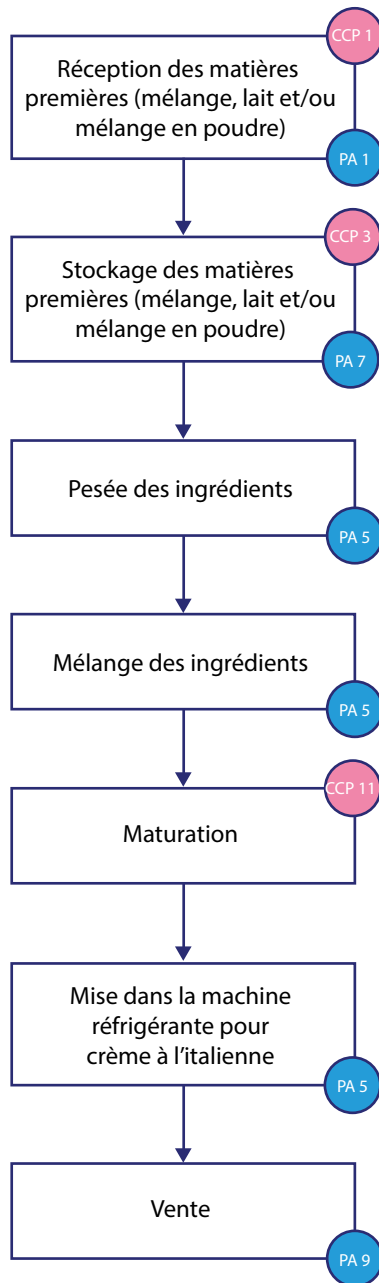 CCP 1
Réception des matières
premières (mélange, lait et/ou
mélange en poudre)
PA 1
CCP 3
Stockage des matières
premières (mélange, lait et/ou
mélange en poudre)
PA 7
Pesée des ingrédients
PA 5
Mélange des ingrédients
PA 5
CCP 11
Maturation
Mise dans la machine
réfrigérante pour
crème à l’italienne
PA 5
Vente
PA 9